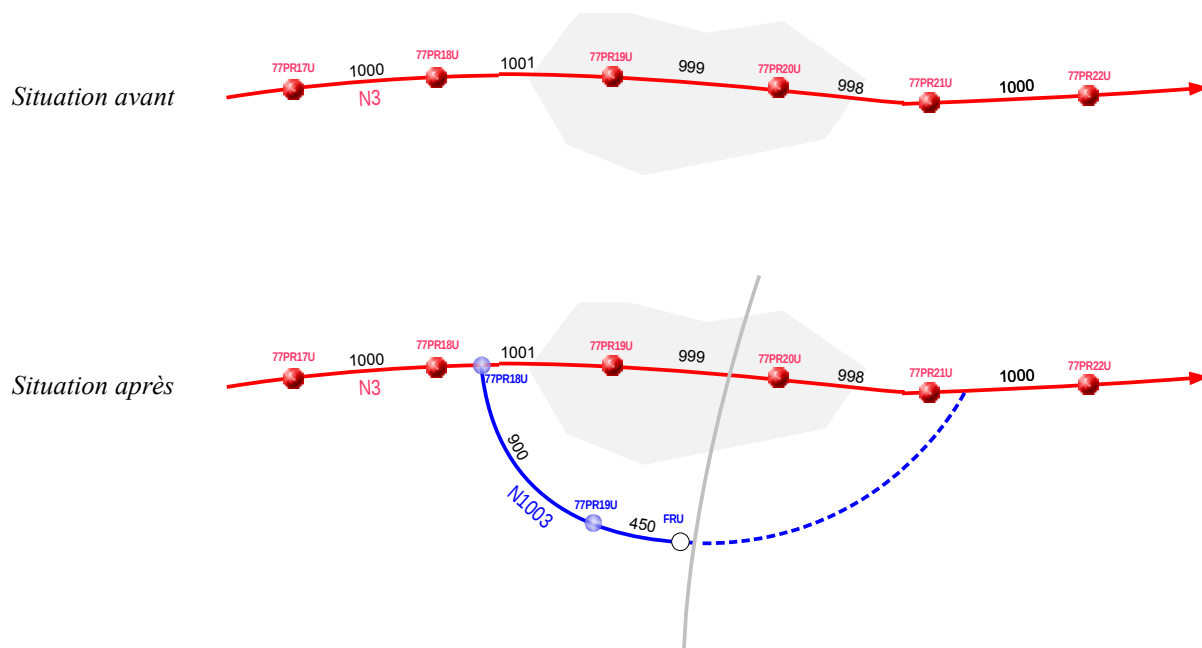 77PR17U
1000
77PR18U
1001
77PR19U
999
77PR20U
998
77PR21U
1000
77PR22U
Situation avant
N3
77PR17U
1000
77PR18U
1001
77PR19U
999
77PR20U
998
77PR21U
1000
77PR22U
Situation après
N3
77PR18U
900
N1003
77PR19U
450
FRU